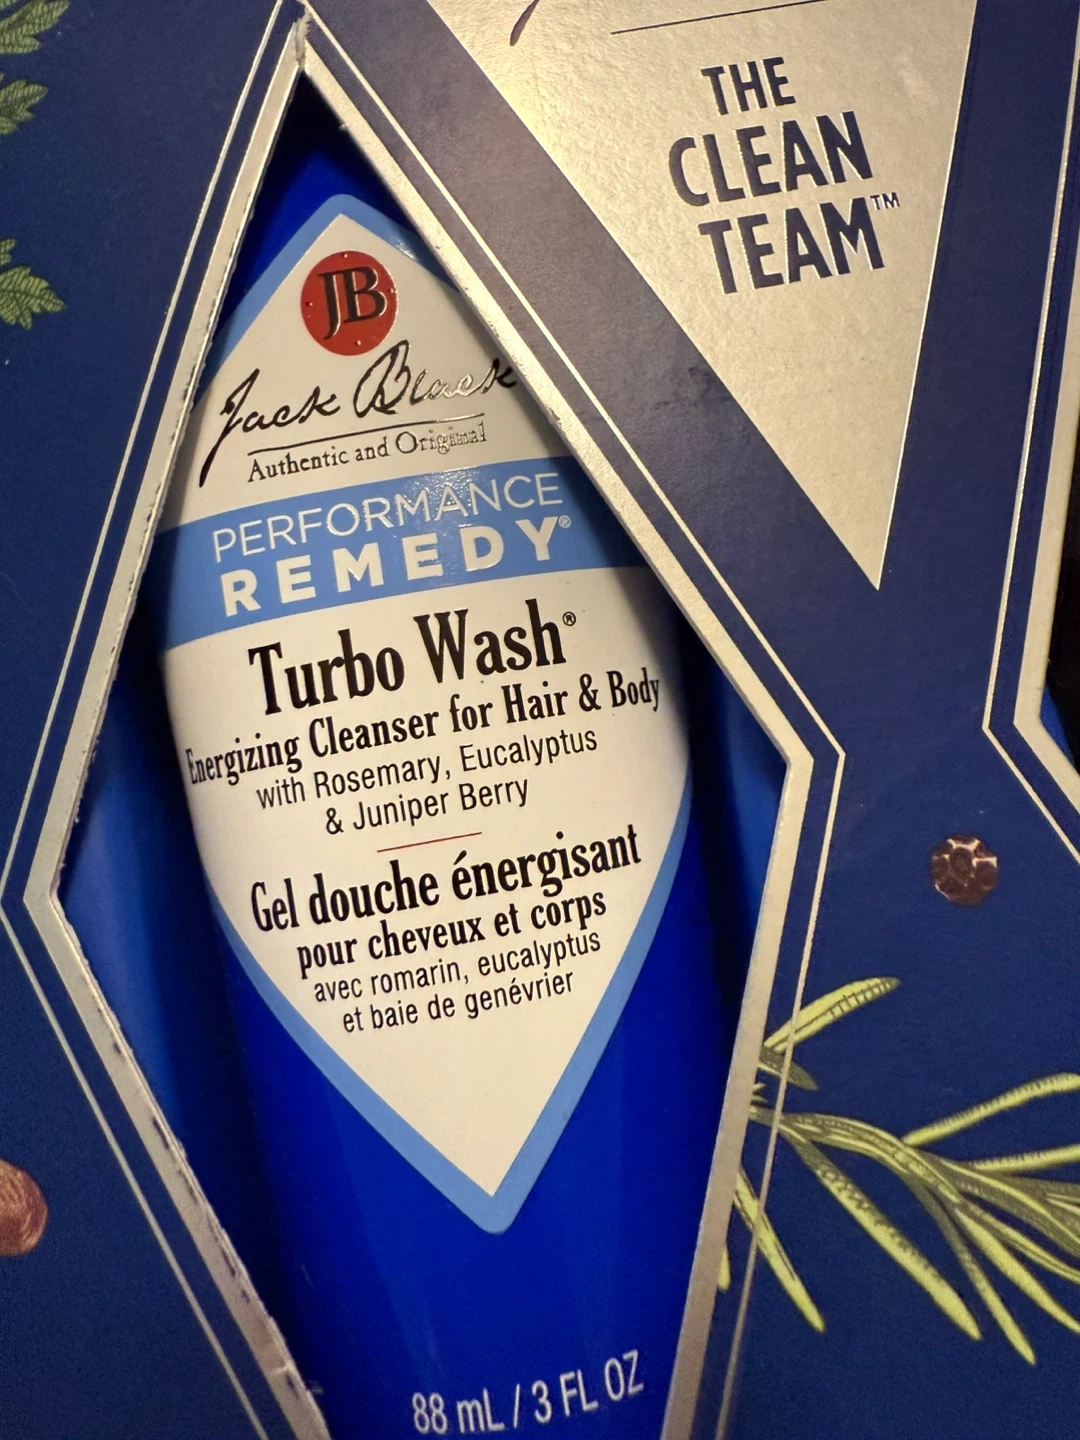 THE
CLEAN
TEAM™
JB
Jack Black
Authentic and Original
PERFORMANCE
REMEDY®
Turbo Wash®
Energizing Cleanser for Hair & Body
with Rosemary, Eucalyptus
& Juniper Berry
Gel douche énergisant
pour cheveux et corps
avec romarin, eucalyptus
et baie de genévrier
88 mL / 3 FL OZ